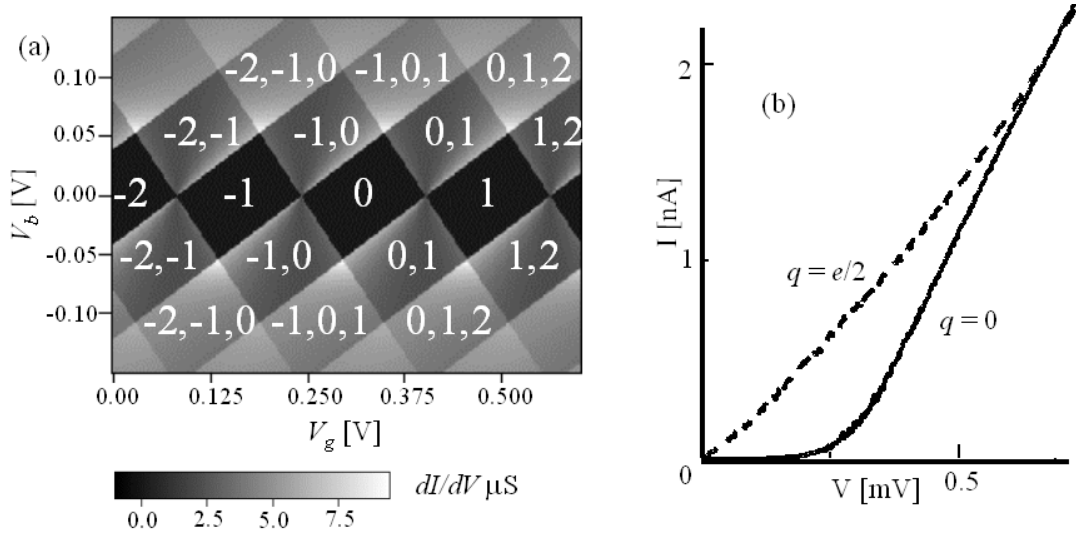 (a)
-2,-1,0 -1,0,1 0,1,2
-2,-1 -1,0 0,1 1,2
-2 -1 0 1
-2,-1 -1,0 0,1 1,2
-2,-1,0 -1,0,1 0,1,2
0.10
0.05
0.00
-0.05
-0.10
V_b [V]
0.00 0.125 0.250 0.375 0.500
V_g [V]
dI/dV μS
0.0 2.5 5.0 7.5
(b)
2
1
0
I [nA]
q = e/2
q = 0
0.5
V [mV]